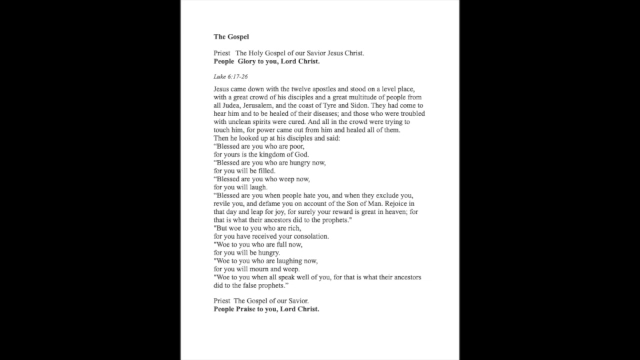 The Gospel
Priest The Holy Gospel of our Savior Jesus Christ.
People Glory to you, Lord Christ.
Luke 6:17-26
Jesus came down with the twelve apostles and stood on a level place,
with a great crowd of his disciples and a great multitude of people from
all Judea, Jerusalem, and the coast of Tyre and Sidon. They had come to
hear him and to be healed of their diseases; and those who were troubled
with unclean spirits were cured. And all in the crowd were trying to
touch him, for power came out from him and healed all of them.
Then he looked up at his disciples and said:
"Blessed are you who are poor,
for yours is the kingdom of God.
"Blessed are you who are hungry now,
for you will be filled.
"Blessed are you who weep now,
for you will laugh.
"Blessed are you when people hate you, and when they exclude you,
revile you, and defame you on account of the Son of Man. Rejoice in
that day and leap for joy, for surely your reward is great in heaven; for
that is what their ancestors did to the prophets."
"But woe to you who are rich,
for you have received your consolation.
"Woe to you who are full now,
for you will be hungry.
"Woe to you who are laughing now,
for you will mourn and weep.
"Woe to you when all speak well of you, for that is what their ancestors
did to the false prophets."
Priest The Gospel of our Savior.
People Praise to you, Lord Christ.